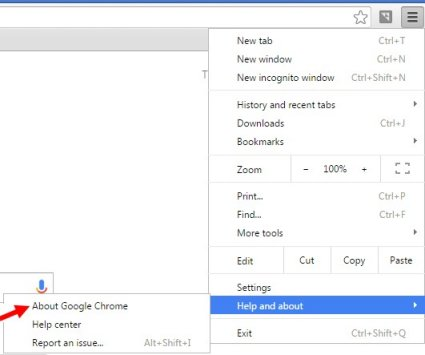 New tab Ctrl+T
New window Ctrl+N
New incognito window Ctrl+Shift+N
T
History and recent tabs
Downloads Ctrl+J
Bookmarks
Zoom - 100% +
Print... Ctrl+P
Find... Ctrl+F
More tools
Edit Cut Copy Paste
Settings
Help and about
About Google Chrome
Help center
Report an issue... Alt+Shift+I
Exit Ctrl+Shift+Q